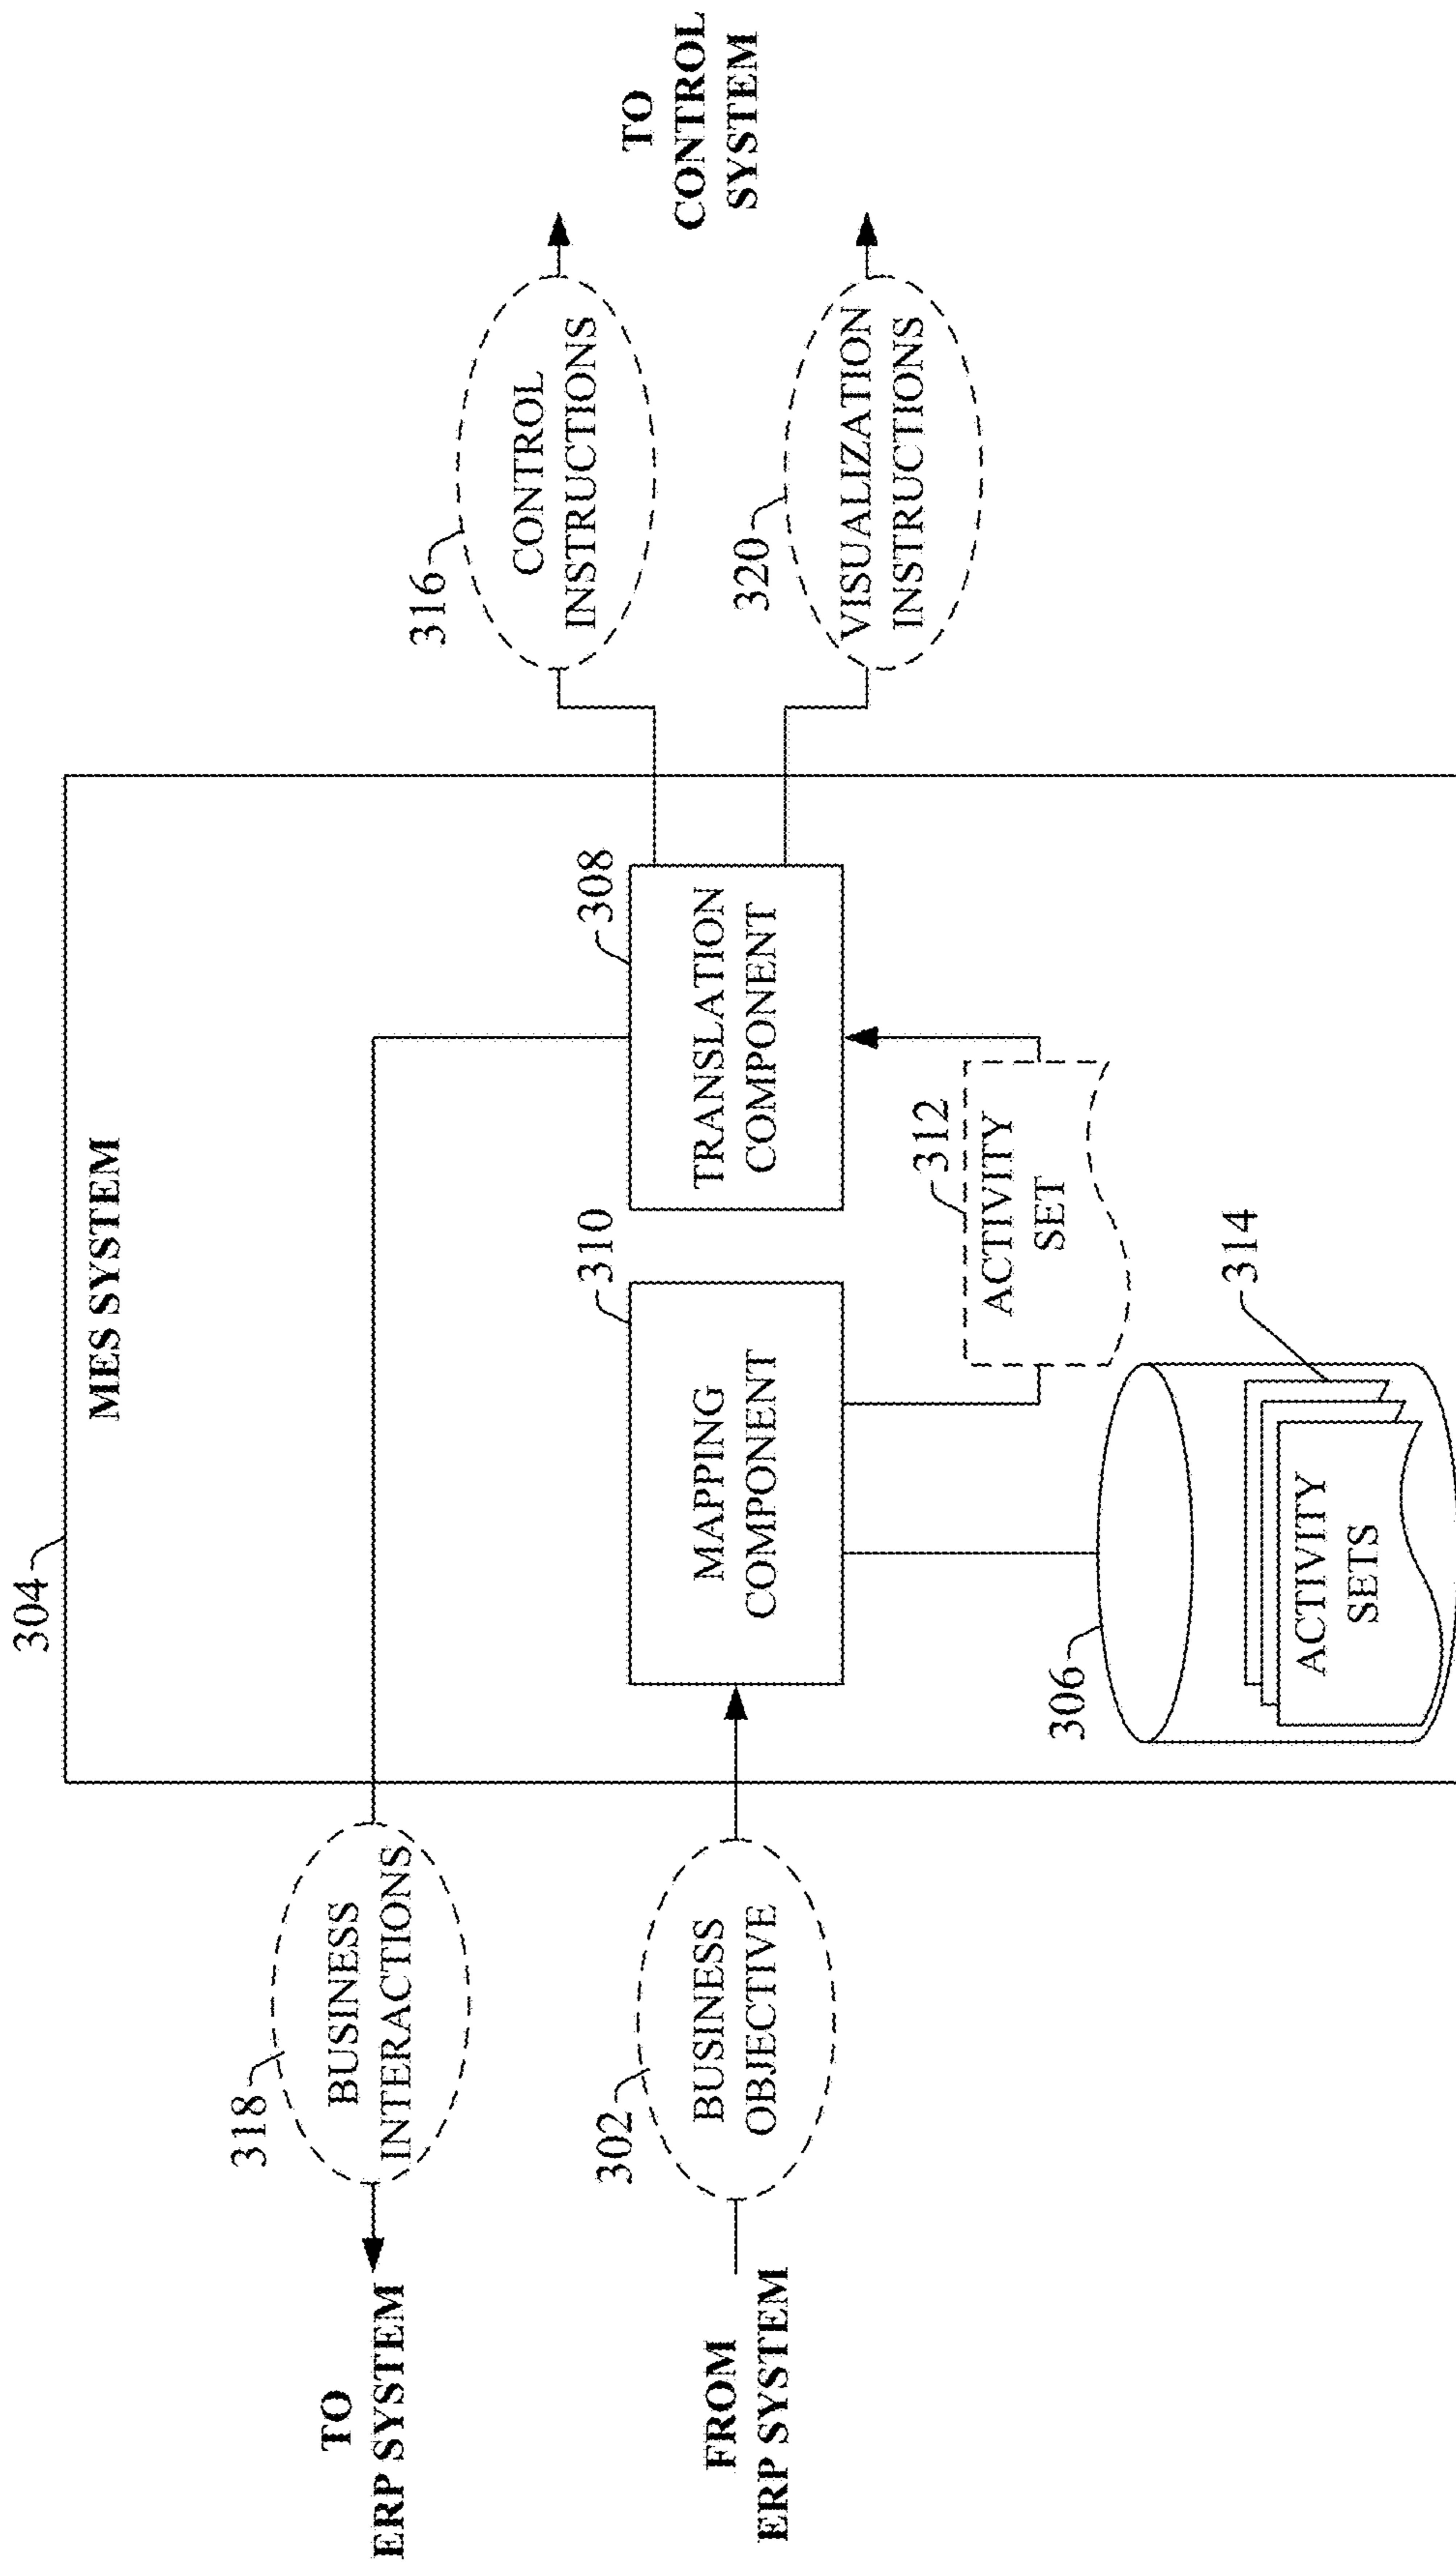 304
MES SYSTEM
318
BUSINESS
INTERACTIONS
TO
ERP SYSTEM
302
BUSINESS
OBJECTIVE
FROM
ERP SYSTEM
310
MAPPING
COMPONENT
308
TRANSLATION
COMPONENT
312
ACTIVITY
SET
306
314
ACTIVITY
SETS
316
CONTROL
INSTRUCTIONS
320
VISUALIZATION
INSTRUCTIONS
TO
CONTROL
SYSTEM